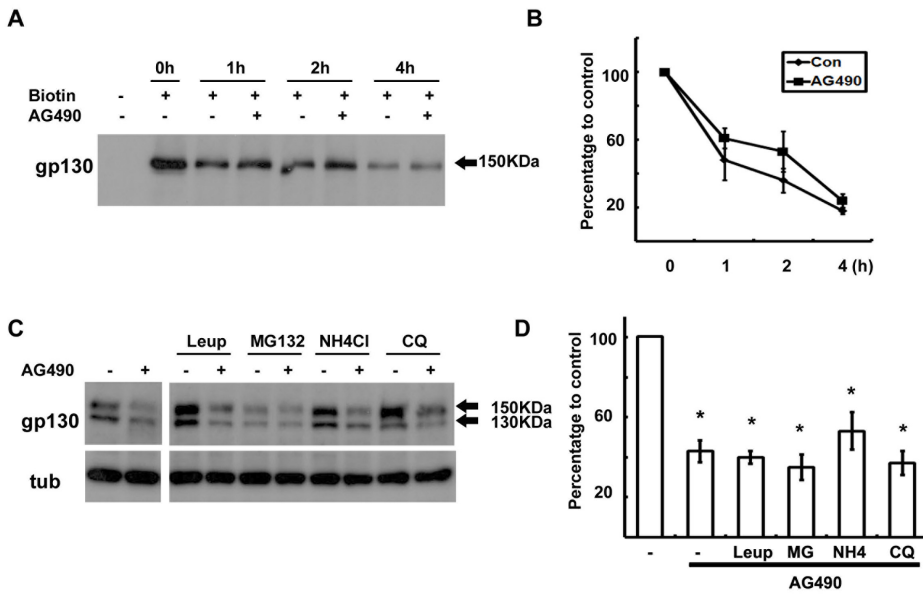 A
0h 1h 2h 4h
Biotin - + + + + + + +
AG490 - - - + - + - +
gp130 150KDa
B
Percentatge to control
100
60
20
Con
AG490
0 1 2 4 (h)
C
Leup MG132 NH4Cl CQ
AG490 - + - + - + - + - +
gp130 150KDa
130KDa
tub
D
Percentatge to control
100
60
20
* * * * *
- - Leup MG NH4 CQ
AG490